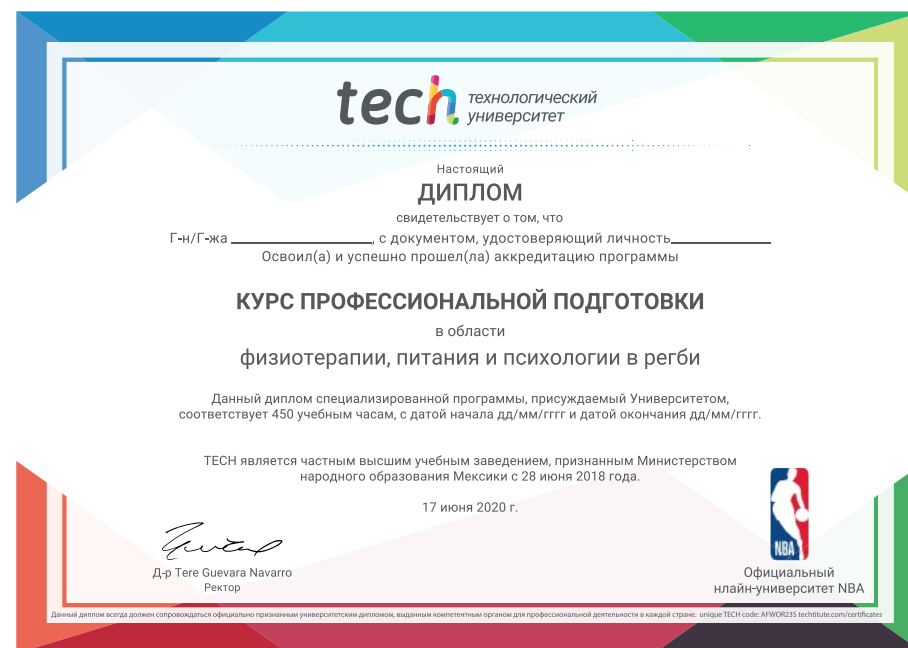 tech технологический
университет
Настоящий
ДИПЛОМ
свидетельствует о том, что
Г-н/Г-жа ____________, с документом, удостоверяющий личность____________
Освоил(а) и успешно прошел(ла) аккредитацию программы
КУРС ПРОФЕССИОНАЛЬНОЙ ПОДГОТОВКИ
в области
физиотерапии, питания и психологии в регби
Данный диплом специализированной программы, присуждаемый Университетом,
соответствует 450 учебным часам, с датой начала дд/мм/гггг и датой окончания дд/мм/гггг.
TECH является частным высшим учебным заведением, признанным Министерством
народного образования Мексики с 28 июня 2018 года.
17 июня 2020 г.
Д-р Tere Guevara Navarro
Ректор
NBA
Официальный
нлайн-университет NBA
Данный диплом всегда должен сопровождаться официально признанным университетским дипломом, выданным компетентным органом для профессиональной деятельности в каждой стране. unique TECH code: AFWOR23S techtitute.com/certificates